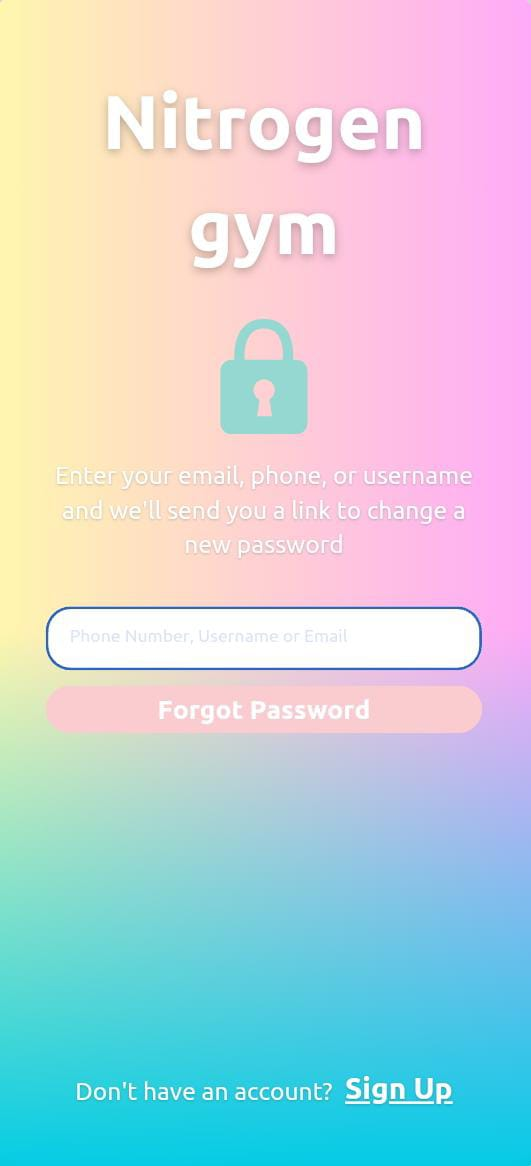 Nitrogen
gym
Enter your email, phone, or username
and we'll send you a link to change a
new password
Phone Number, Username or Email
Forgot Password
Don't have an account? Sign Up